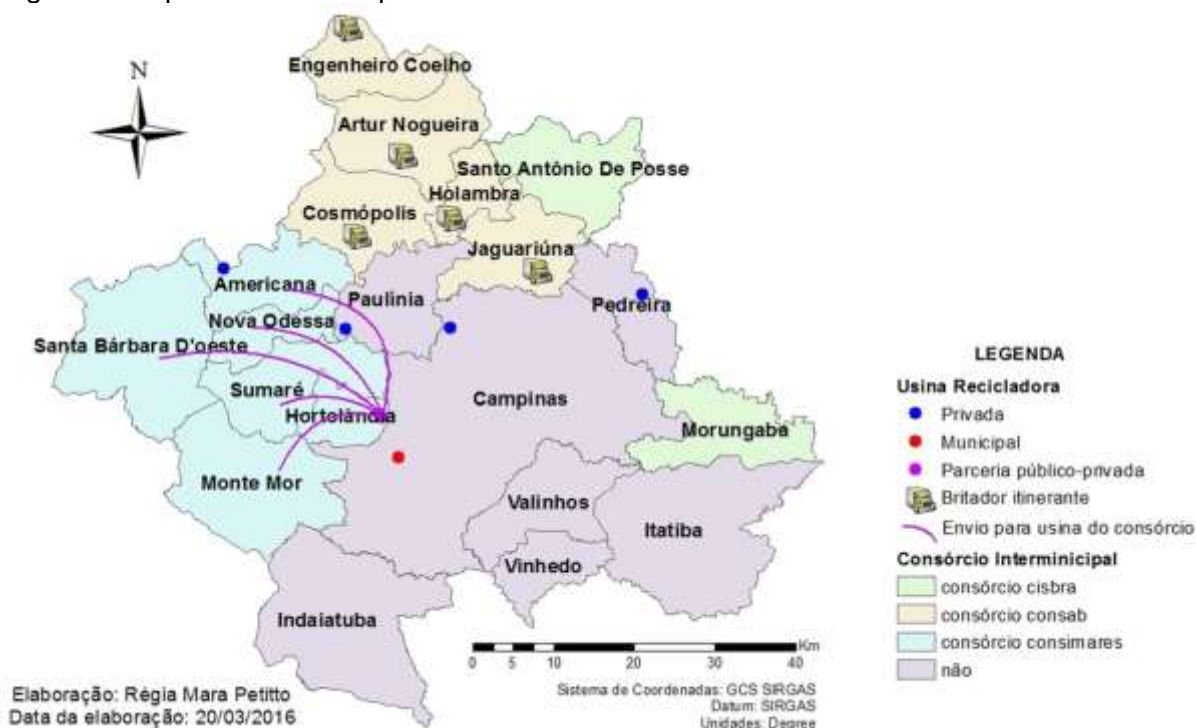 N
Engenheiro Coelho
Artur Nogueira
Santo Antônio De Posse
Holambra
Cosmópolis
Jaguariúna
Americana
Paulínia
Pedreira
Nova Odessa
Santa Bárbara D'oeste
Sumaré
Hortolândia
Campinas
Morungaba
Monte Mor
Valinhos
Itatiba
Vinhedo
Indaiatuba
LEGENDA
Usina Recicladora
Privada
Municipal
Parceria público-privada
Britador itinerante
Envio para usina do consórcio
Consórcio Interminicipal
consórcio cisbra
consórcio consab
consórcio consimares
não
Km
0 5 10 20 30 40
Sistema de Coordenadas: GCS SIRGAS
Datum: SIRGAS
Unidades: Degree
Elaboração: Régia Mara Petitto
Data da elaboração: 20/03/2016